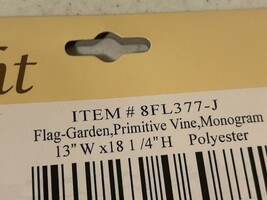 it
ITEM # 8FL377-J
Flag-Garden,Primitive Vine,Monogram
13" W x18 1 /4"H Polyester